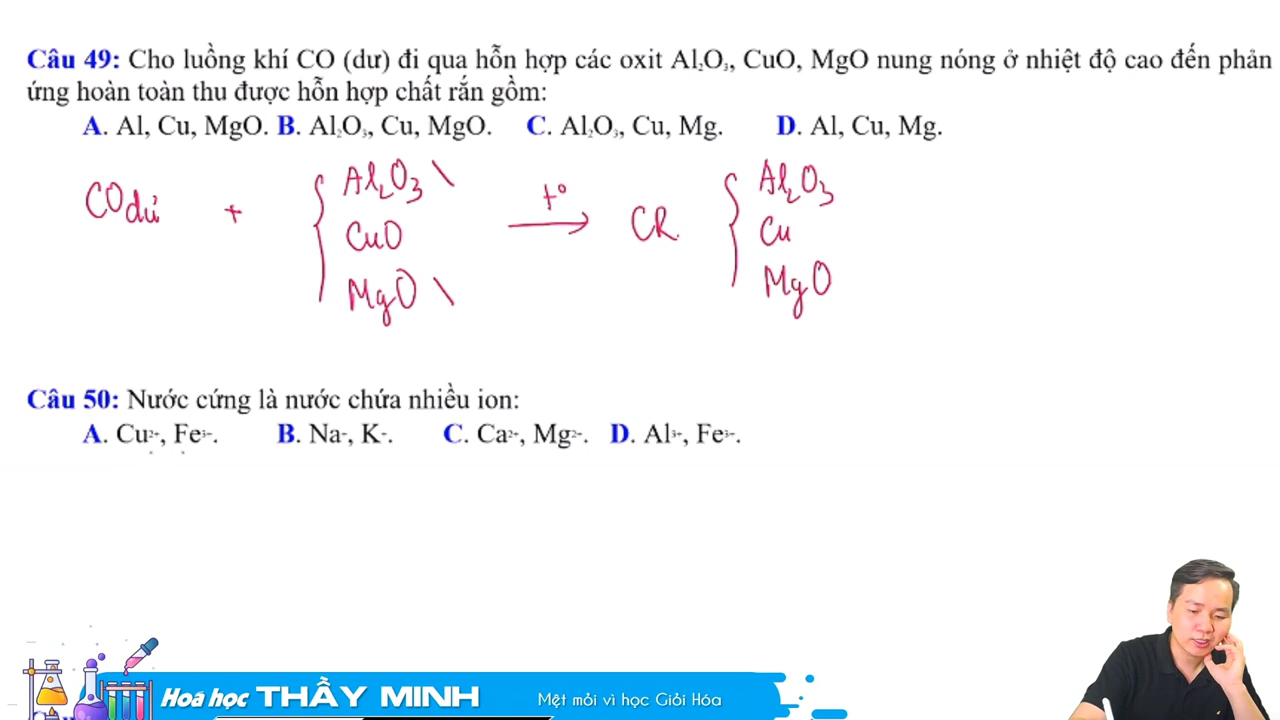 Câu 49: Cho luồng khí CO (dư) đi qua hỗn hợp các oxit Al₂O₃, CuO, MgO nung nóng ở nhiệt độ cao đến phản
ứng hoàn toàn thu được hỗn hợp chất rắn gồm:
A. Al, Cu, MgO. B. Al₂O₃, Cu, MgO. C. Al₂O₃, Cu, Mg. D. Al, Cu, Mg.
CO dư + { Al₂O₃ \ CuO MgO \ t° → CR { Al₂O₃ Cu MgO
Câu 50: Nước cứng là nước chứa nhiều ion:
A. Cu²⁺, Fe³⁺. B. Na⁺, K⁺. C. Ca²⁺, Mg²⁺. D. Al³⁺, Fe³⁺.
Hoá học THẦY MINH Mệt mỏi vì học Giỏi Hóa